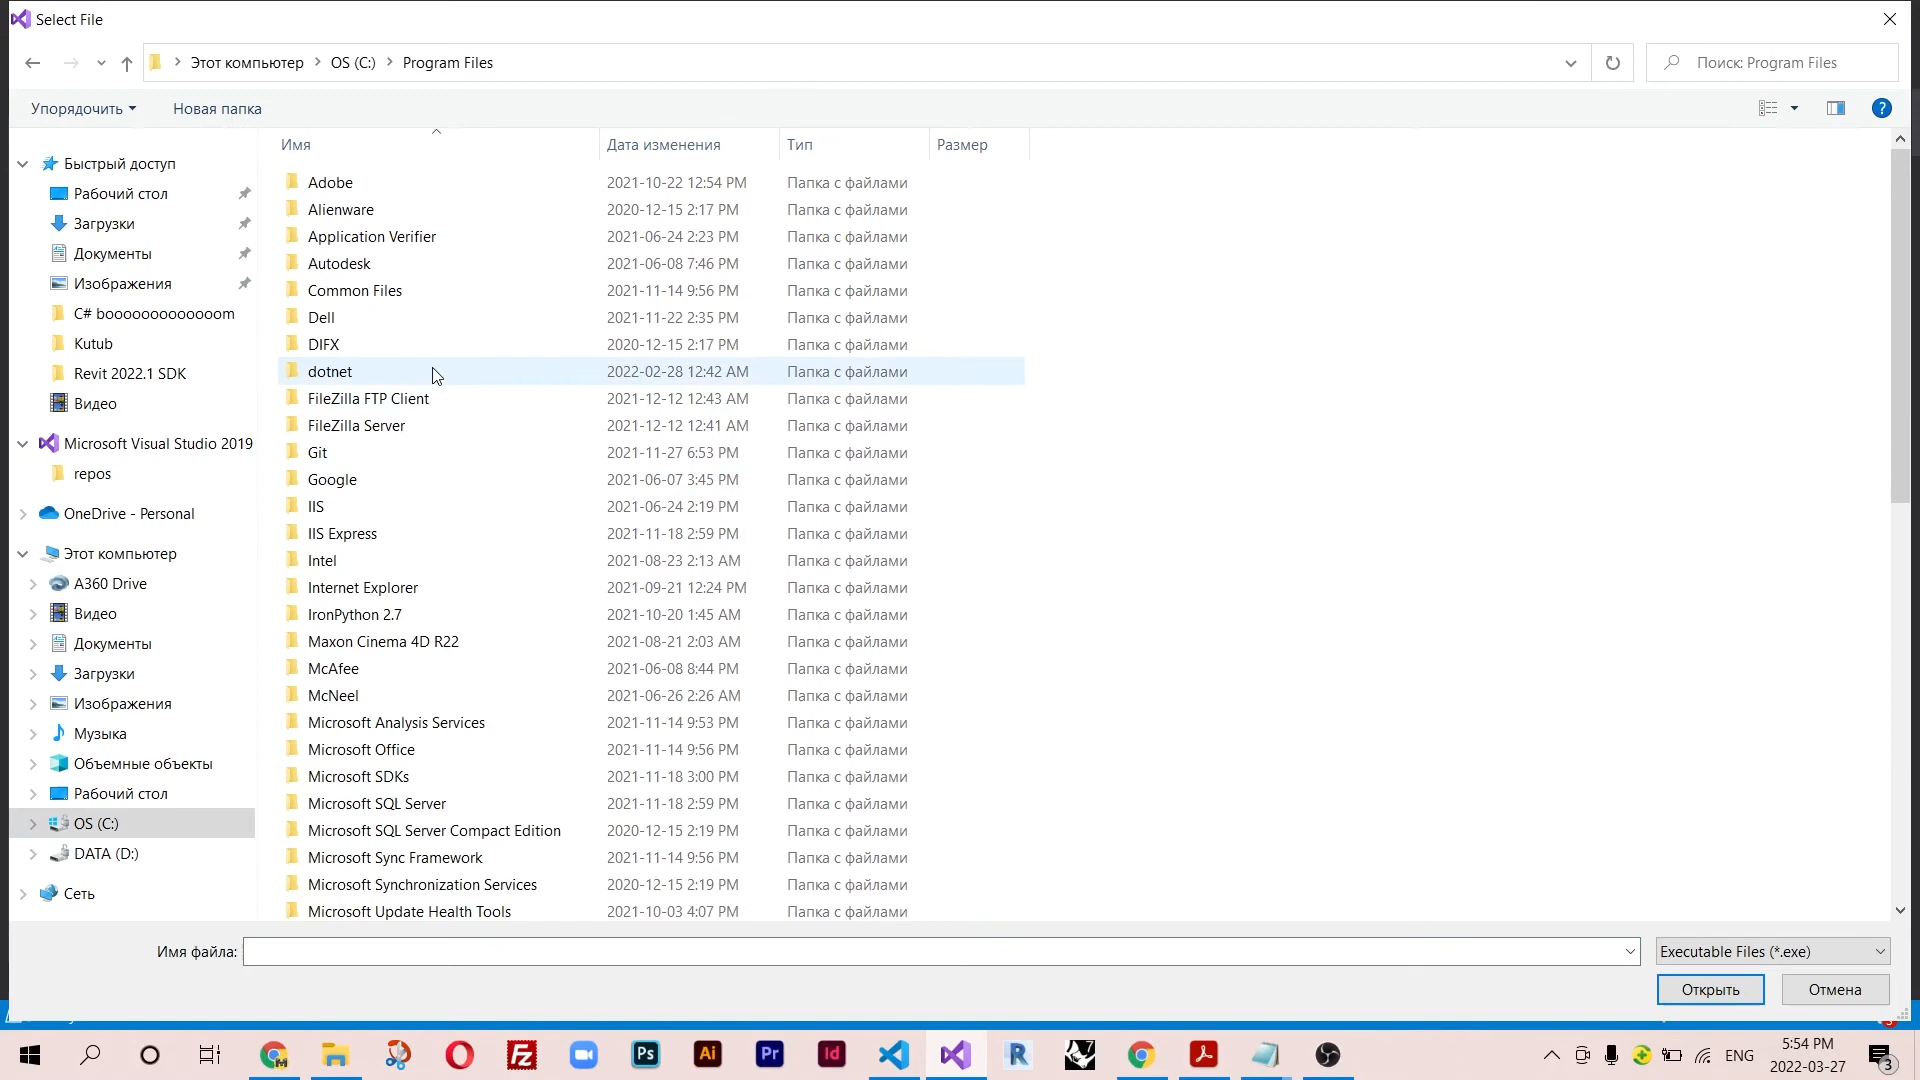 Select File
Этот компьютер OS (C:) Program Files
Поиск: Program Files
Упорядочить Новая папка
Имя Дата изменения Тип Размер
Быстрый доступ
Рабочий стол
Загрузки
Документы
Изображения
C# booooooooooooom
Kutub
Revit 2022.1 SDK
Видео
Microsoft Visual Studio 2019
repos
OneDrive - Personal
Этот компьютер
A360 Drive
Видео
Документы
Загрузки
Изображения
Музыка
Объемные объекты
Рабочий стол
OS (C:)
DATA (D:)
Сеть
Adobe 2021-10-22 12:54 PM Папка с файлами
Alienware 2020-12-15 2:17 PM Папка с файлами
Application Verifier 2021-06-24 2:23 PM Папка с файлами
Autodesk 2021-06-08 7:46 PM Папка с файлами
Common Files 2021-11-14 9:56 PM Папка с файлами
Dell 2021-11-22 2:35 PM Папка с файлами
DIFX 2020-12-15 2:17 PM Папка с файлами
dotnet 2022-02-28 12:42 AM Папка с файлами
FileZilla FTP Client 2021-12-12 12:43 AM Папка с файлами
FileZilla Server 2021-12-12 12:41 AM Папка с файлами
Git 2021-11-27 6:53 PM Папка с файлами
Google 2021-06-07 3:45 PM Папка с файлами
IIS 2021-06-24 2:19 PM Папка с файлами
IIS Express 2021-11-18 2:59 PM Папка с файлами
Intel 2021-08-23 2:13 AM Папка с файлами
Internet Explorer 2021-09-21 12:24 PM Папка с файлами
IronPython 2.7 2021-10-20 1:45 AM Папка с файлами
Maxon Cinema 4D R22 2021-08-21 2:03 AM Папка с файлами
McAfee 2021-06-08 8:44 PM Папка с файлами
McNeel 2021-06-26 2:26 AM Папка с файлами
Microsoft Analysis Services 2021-11-14 9:53 PM Папка с файлами
Microsoft Office 2021-11-14 9:56 PM Папка с файлами
Microsoft SDKs 2021-11-18 3:00 PM Папка с файлами
Microsoft SQL Server 2021-11-18 2:59 PM Папка с файлами
Microsoft SQL Server Compact Edition 2020-12-15 2:19 PM Папка с файлами
Microsoft Sync Framework 2021-11-14 9:56 PM Папка с файлами
Microsoft Synchronization Services 2020-12-15 2:19 PM Папка с файлами
Microsoft Update Health Tools 2021-10-03 4:07 PM Папка с файлами
Имя файла: Executable Files (*.exe)
Открыть Отмена
Ps Ai Pr Id R 7
ENG
5:54 PM
2022-03-27
3